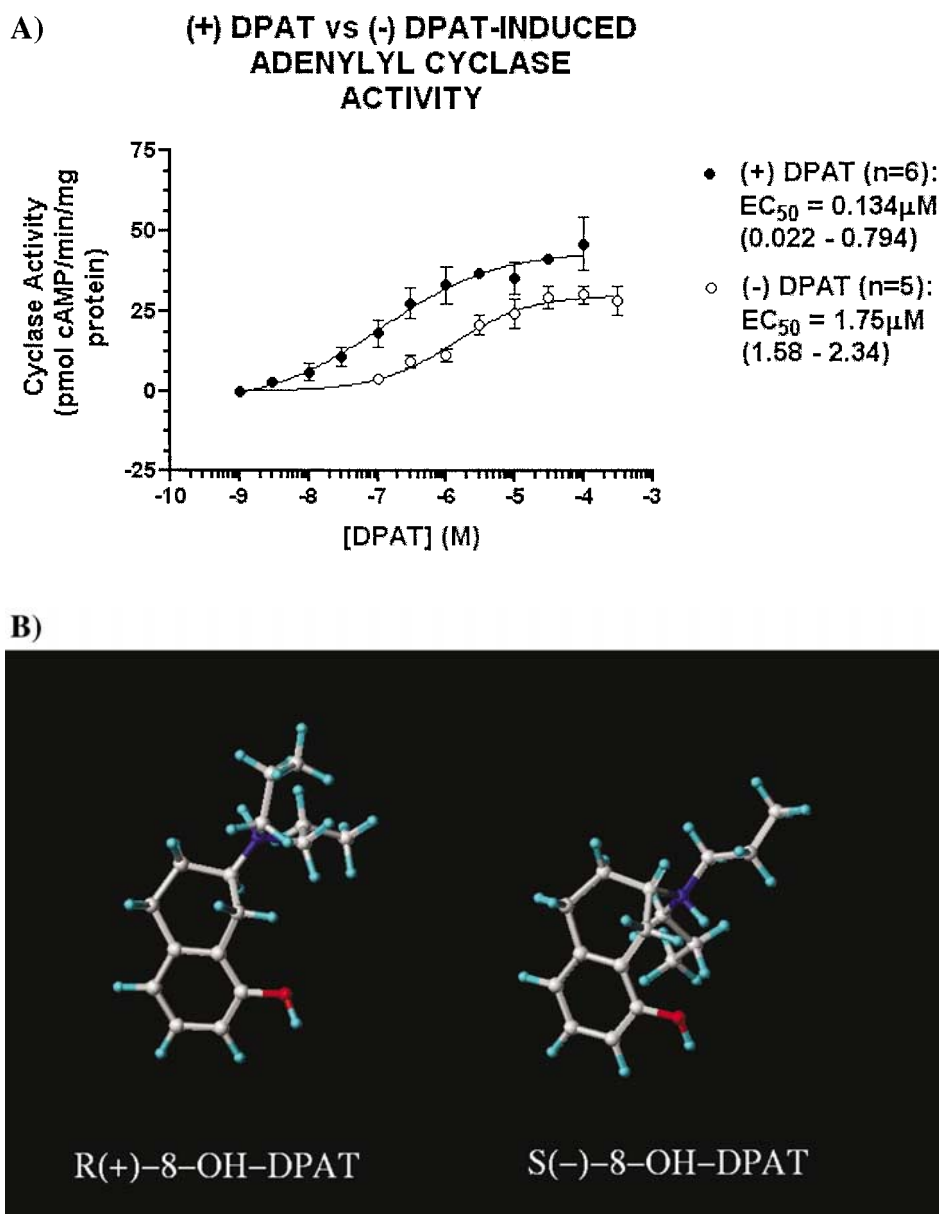 A)
(+) DPAT vs (-) DPAT-INDUCED
ADENYLYL CYCLASE
ACTIVITY
Cyclase Activity
(pmol cAMP/min/mg
protein)
75
50
25
0
-25
-10 -9 -8 -7 -6 -5 -4 -3
[DPAT] (M)
(+) DPAT (n=6):
EC50 = 0.134µM
(0.022 - 0.794)
(-) DPAT (n=5):
EC50 = 1.75µM
(1.58 - 2.34)
B)
R(+)-8-OH-DPAT
S(-)-8-OH-DPAT